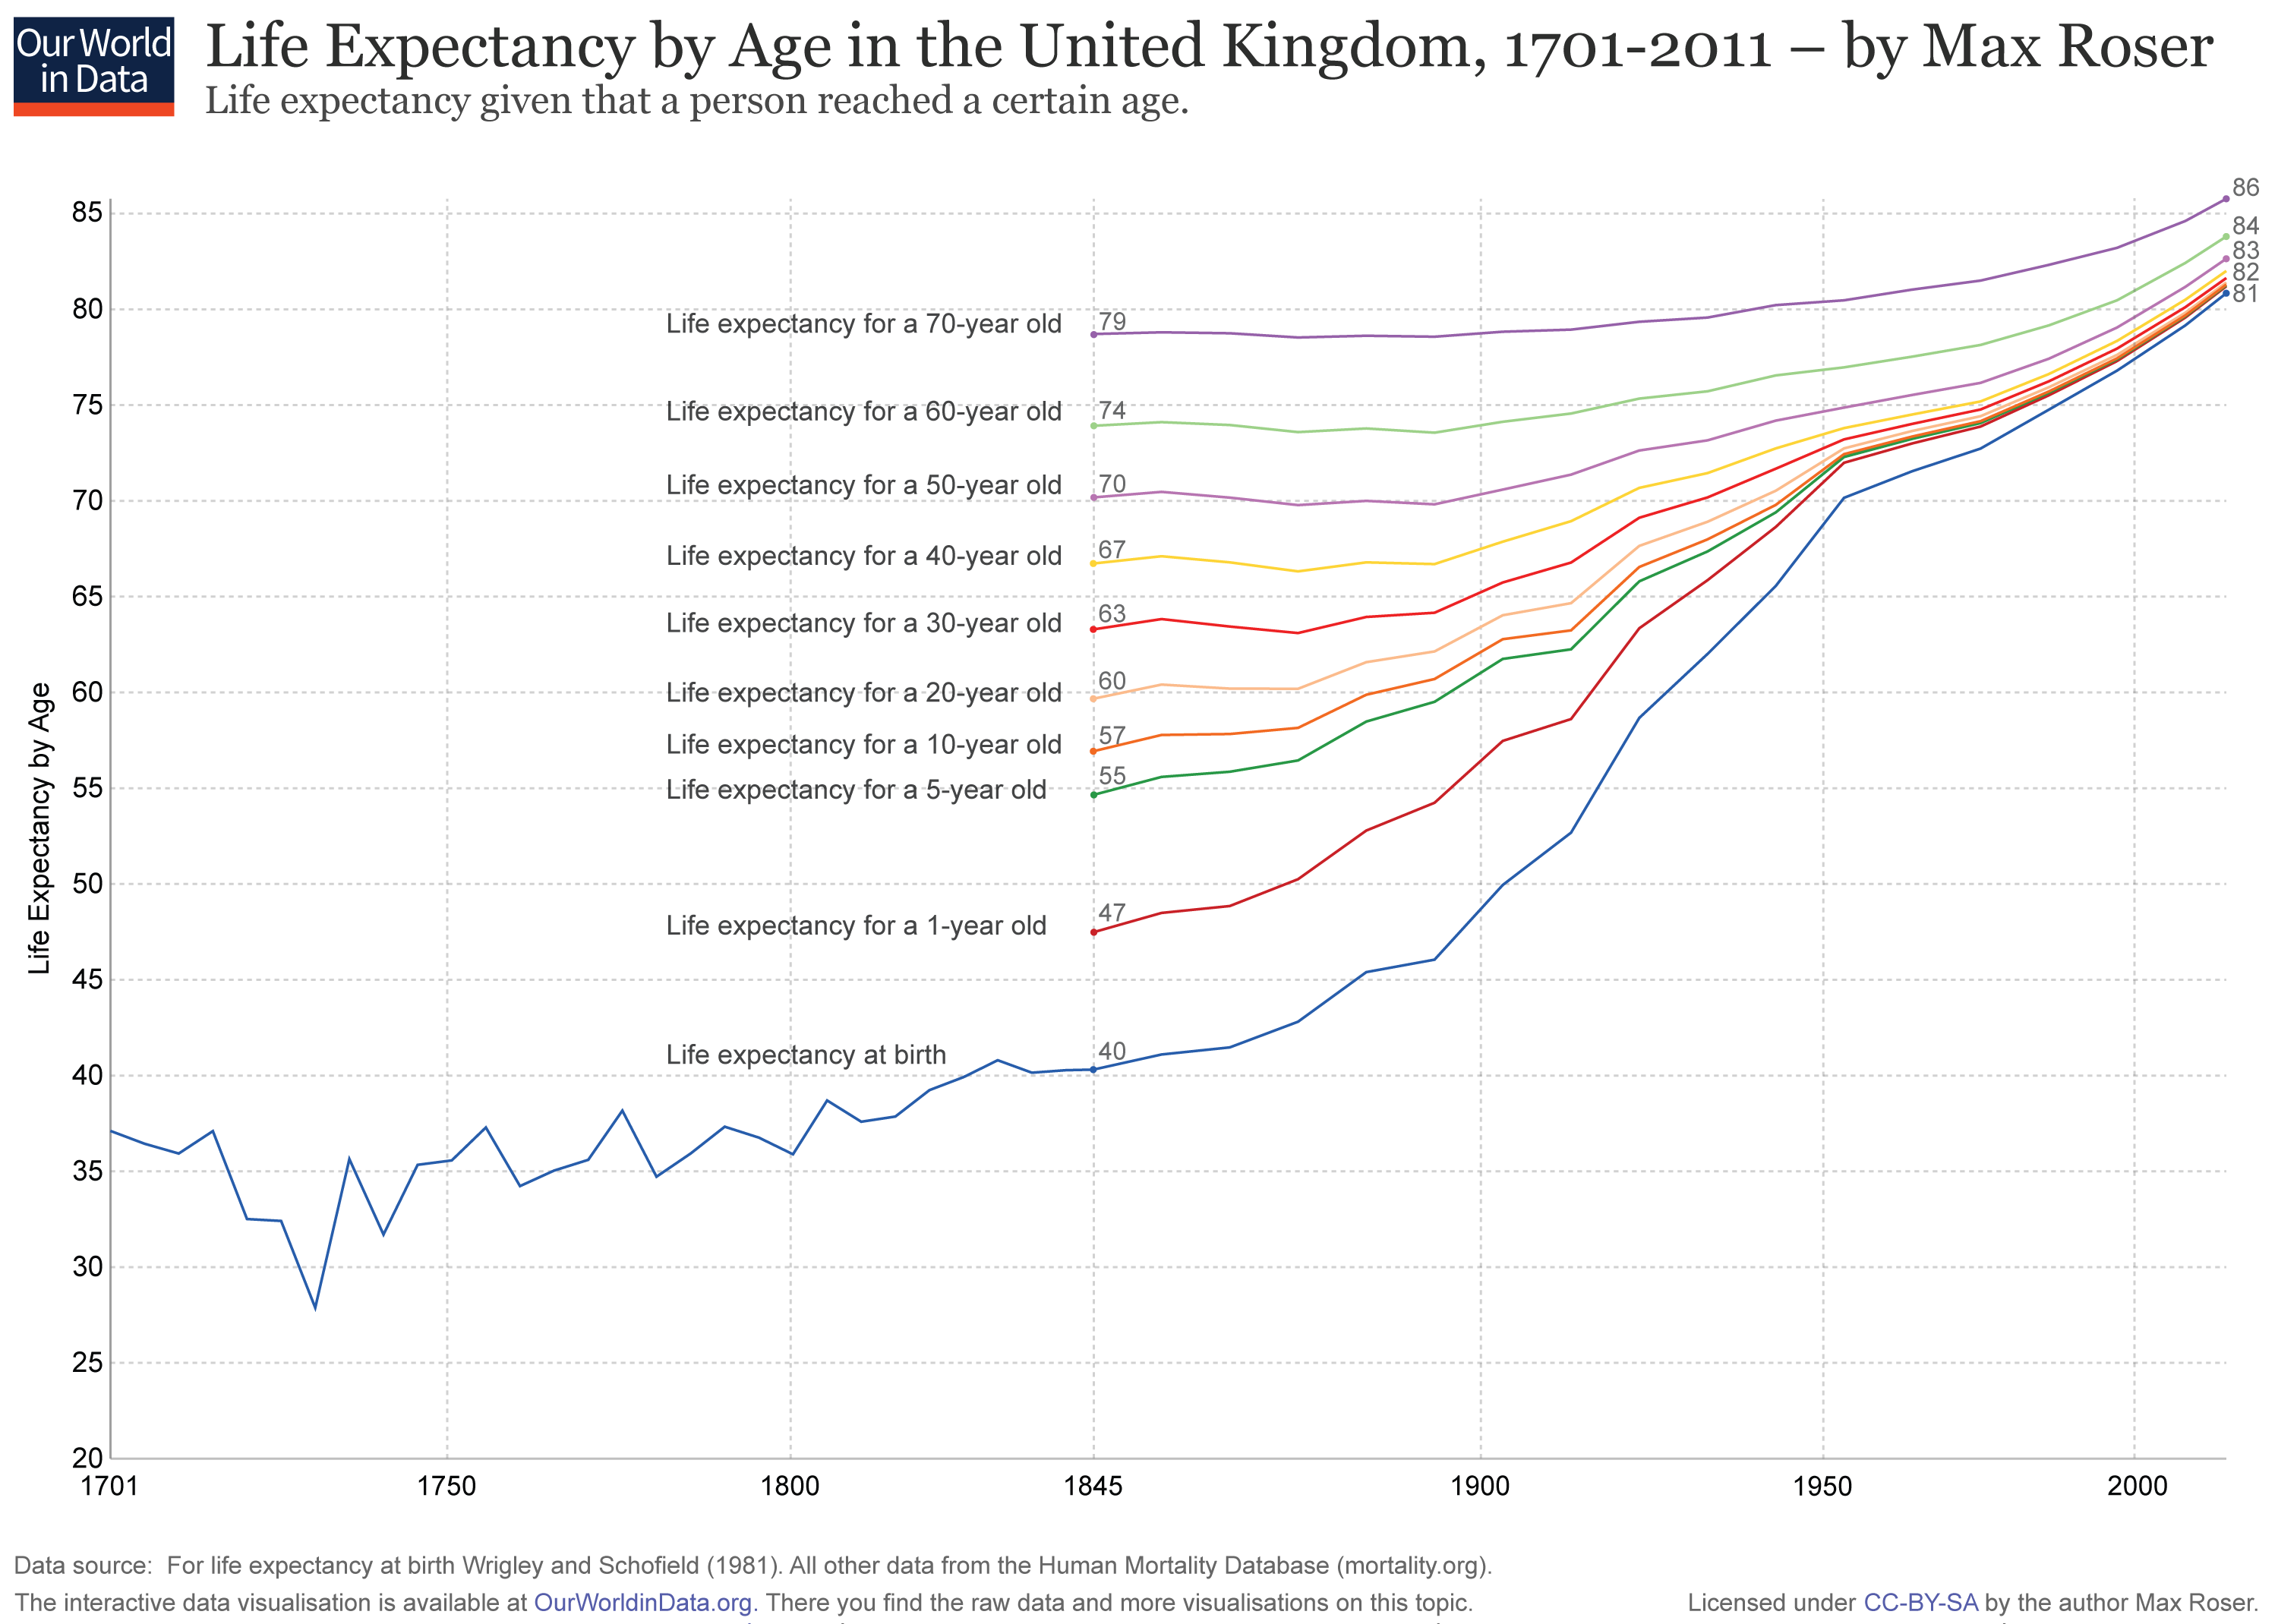 Our World
in Data
Life Expectancy by Age in the United Kingdom, 1701-2011 – by Max Roser
Life expectancy given that a person reached a certain age.
86
85
84
83
82
81
80
Life expectancy for a 70-year old
79
75
Life expectancy for a 60-year old
74
70
Life expectancy for a 50-year old
70
Life expectancy for a 40-year old
67
65
Life expectancy for a 30-year old
63
60
Life expectancy for a 20-year old
60
Life expectancy for a 10-year old
57
55
Life expectancy for a 5-year old
55
50
Life expectancy for a 1-year old
47
45
Life expectancy at birth
40
40
35
30
25
20
Life Expectancy by Age
1701 1750 1800 1845 1900 1950 2000
Data source: For life expectancy at birth Wrigley and Schofield (1981). All other data from the Human Mortality Database (mortality.org).
The interactive data visualisation is available at OurWorldinData.org. There you find the raw data and more visualisations on this topic.
Licensed under CC-BY-SA by the author Max Roser.